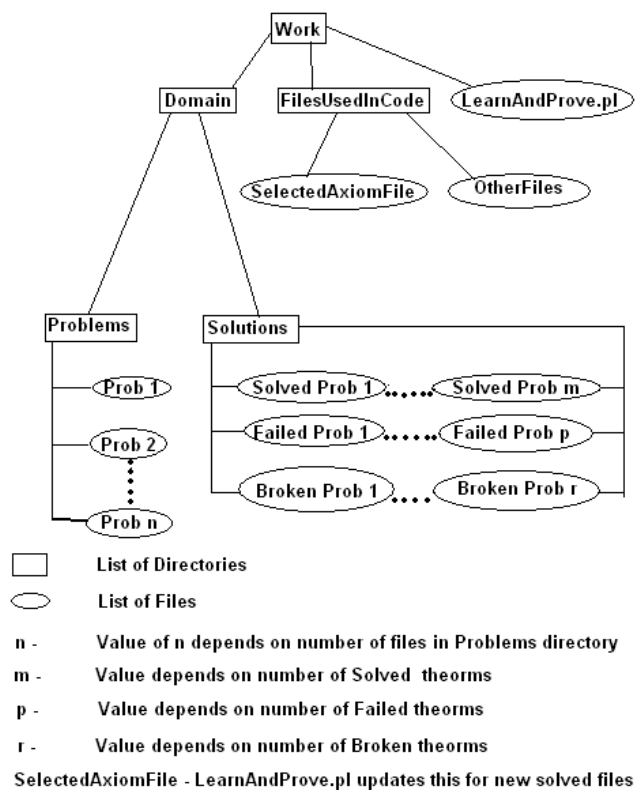 Work
Domain
FilesUsedInCode
LearnAndProve.pl
SelectedAxiomFile
OtherFiles
Problems
Solutions
Prob 1
Solved Prob 1
Solved Prob m
Prob 2
Failed Prob 1
Failed Prob p
Broken Prob 1
Broken Prob r
Prob n
List of Directories
List of Files
n - Value of n depends on number of files in Problems directory
m - Value depends on number of Solved theorms
p - Value depends on number of Failed theorms
r - Value depends on number of Broken theorms
SelectedAxiomFile - LearnAndProve.pl updates this for new solved files